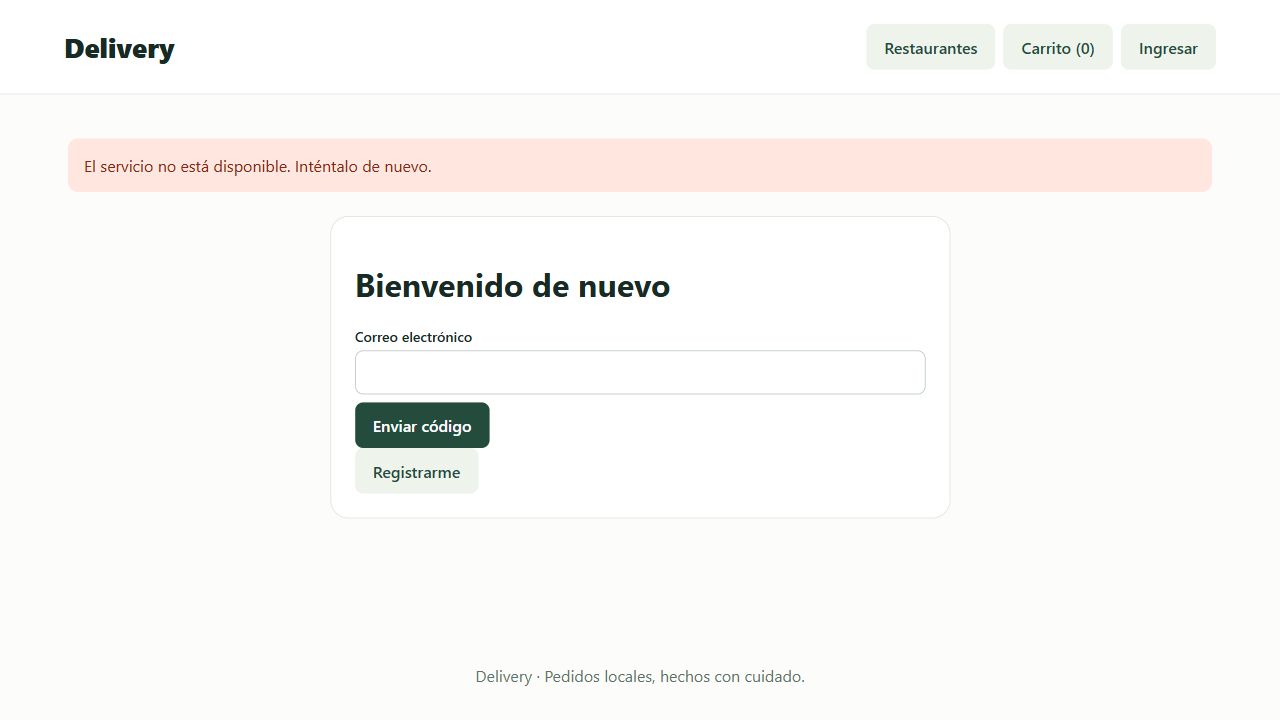 Delivery
Restaurantes
Carrito (0)
Ingresar
El servicio no está disponible. Inténtalo de nuevo.
Bienvenido de nuevo
Correo electrónico
Enviar código
Registrarme
Delivery · Pedidos locales, hechos con cuidado.